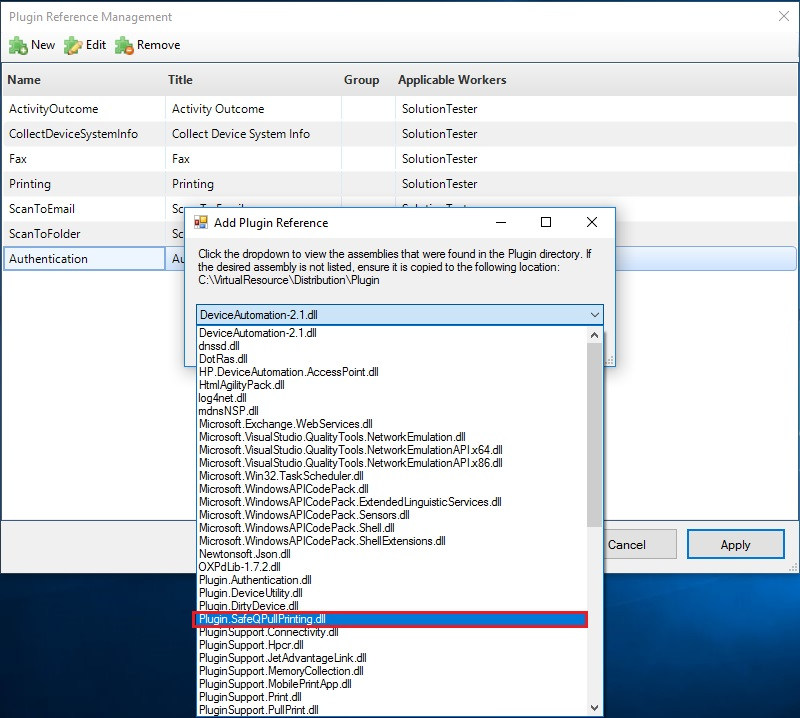 Plugin Reference Management
New Edit Remove
Name Title Group Applicable Workers
ActivityOutcome Activity Outcome SolutionTester
CollectDeviceSystemInfo Collect Device System Info SolutionTester
Fax Fax SolutionTester
Printing Printing SolutionTester
ScanToEmail
ScanToFolder
Authentication
Add Plugin Reference
Click the dropdown to view the assemblies that were found in the Plugin directory. If
the desired assembly is not listed, ensure it is copied to the following location:
C:\VirtualResource\Distribution\Plugin
DeviceAutomation-2.1.dll
DeviceAutomation-2.1.dll
dnssd.dll
DotRas.dll
HP.DeviceAutomation.AccessPoint.dll
HtmlAgilityPack.dll
log4net.dll
mdnsNSP.dll
Microsoft.Exchange.WebServices.dll
Microsoft.VisualStudio.QualityTools.NetworkEmulation.dll
Microsoft.VisualStudio.QualityTools.NetworkEmulationAPI.x64.dll
Microsoft.VisualStudio.QualityTools.NetworkEmulationAPI.x86.dll
Microsoft.Win32.TaskScheduler.dll
Microsoft.WindowsAPICodePack.dll
Microsoft.WindowsAPICodePack.ExtendedLinguisticServices.dll
Microsoft.WindowsAPICodePack.Sensors.dll
Microsoft.WindowsAPICodePack.Shell.dll
Microsoft.WindowsAPICodePack.ShellExtensions.dll
Newtonsoft.Json.dll
OXPdLib-1.7.2.dll
Plugin.Authentication.dll
Plugin.DeviceUtility.dll
Plugin.DirtyDevice.dll
Plugin.SafeQPullPrinting.dll
PluginSupport.Connectivity.dll
PluginSupport.Hpcr.dll
PluginSupport.JetAdvantageLink.dll
PluginSupport.MemoryCollection.dll
PluginSupport.MobilePrintApp.dll
PluginSupport.Print.dll
PluginSupport.PullPrint.dll
Cancel Apply